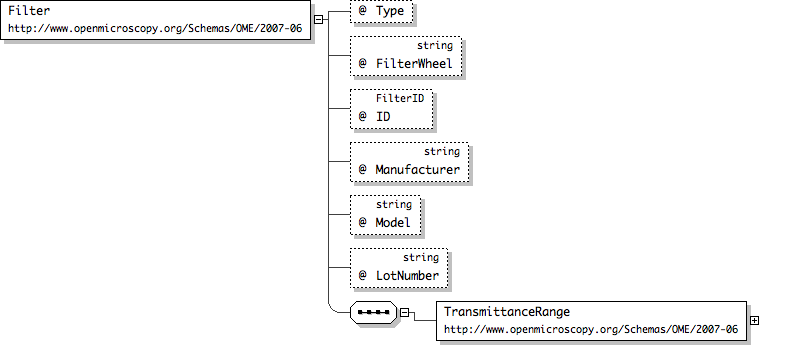 Filter
http://www.openmicroscopy.org/Schemas/OME/2007-06
@ Type
string
@ FilterWheel
FilterID
@ ID
string
@ Manufacturer
string
@ Model
string
@ LotNumber
TransmittanceRange
http://www.openmicroscopy.org/Schemas/OME/2007-06